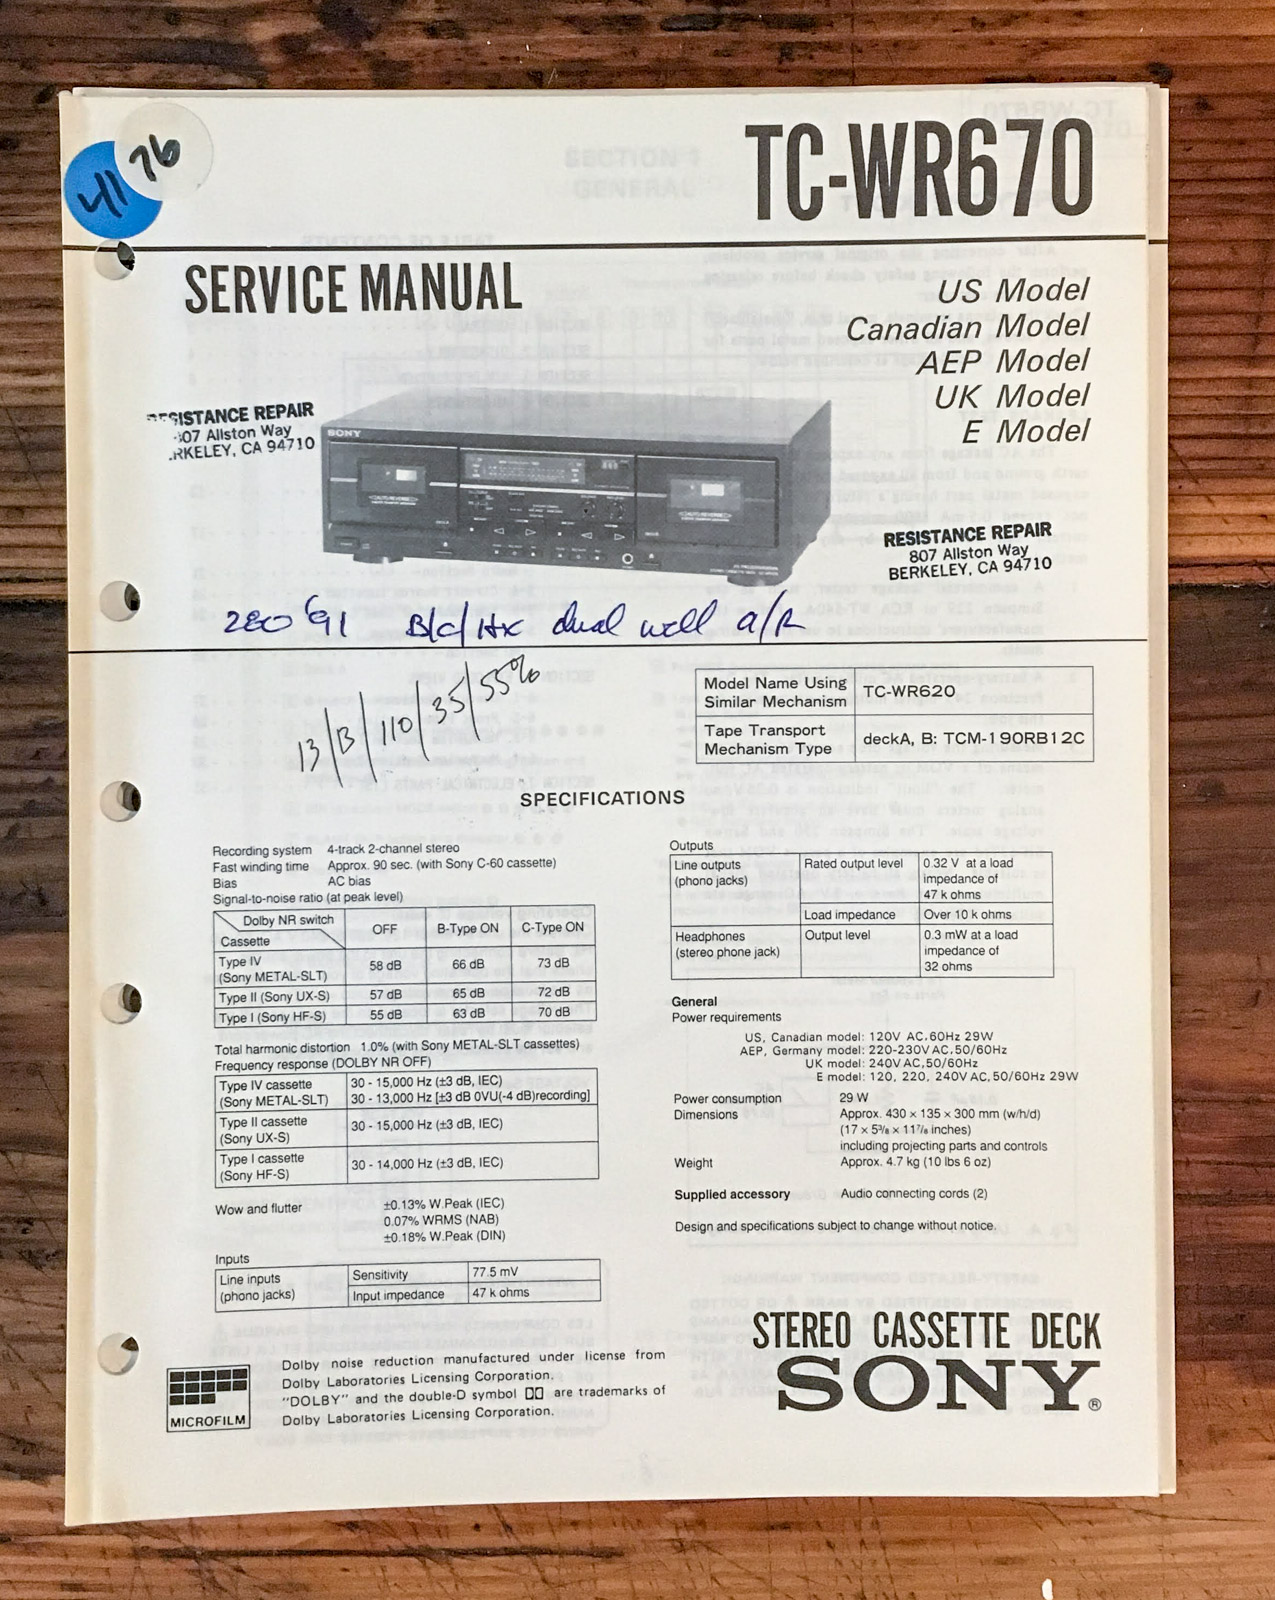 76
41
TC-WR670
SERVICE MANUAL
US Model
Canadian Model
AEP Model
UK Model
E Model
RESISTANCE REPAIR
807 Allston Way
BERKELEY, CA 94710
SONY
RESISTANCE REPAIR
807 Allston Way
BERKELEY, CA 94710
280 '91 B/C/Hx dual well a/R
13/B/110/35/55%
Model Name Using Similar Mechanism TC-WR620
Tape Transport Mechanism Type deckA, B: TCM-190RB12C
SPECIFICATIONS
Recording system 4-track 2-channel stereo
Fast winding time Approx. 90 sec. (with Sony C-60 cassette)
Bias AC bias
Signal-to-noise ratio (at peak level)
Dolby NR switch OFF B-Type ON C-Type ON
Cassette
Type IV (Sony METAL-SLT) 58 dB 66 dB 73 dB
Type II (Sony UX-S) 57 dB 65 dB 72 dB
Type I (Sony HF-S) 55 dB 63 dB 70 dB
Total harmonic distortion 1.0% (with Sony METAL-SLT cassettes)
Frequency response (DOLBY NR OFF)
Type IV cassette 30 - 15,000 Hz (±3 dB, IEC)
(Sony METAL-SLT) 30 - 13,000 Hz [±3 dB 0VU(-4 dB)recording]
Type II cassette (Sony UX-S) 30 - 15,000 Hz (±3 dB, IEC)
Type I cassette (Sony HF-S) 30 - 14,000 Hz (±3 dB, IEC)
Wow and flutter ±0.13% W.Peak (IEC)
0.07% WRMS (NAB)
±0.18% W.Peak (DIN)
Inputs
Line inputs Sensitivity 77.5 mV
(phono jacks) Input impedance 47 k ohms
Outputs
Line outputs Rated output level 0.32 V at a load
(phono jacks) impedance of
47 k ohms
Load impedance Over 10 k ohms
Headphones Output level 0.3 mW at a load
(stereo phone jack) impedance of
32 ohms
General
Power requirements
US, Canadian model: 120V AC, 60Hz 29W
AEP, Germany model: 220-230V AC, 50/60Hz
UK model: 240V AC, 50/60Hz
E model: 120, 220, 240V AC, 50/60Hz 29W
Power consumption 29 W
Dimensions Approx. 430 × 135 × 300 mm (w/h/d)
(17 × 5 3/8 × 11 7/8 inches)
including projecting parts and controls
Weight Approx. 4.7 kg (10 lbs 6 oz)
Supplied accessory Audio connecting cords (2)
Design and specifications subject to change without notice.
STEREO CASSETTE DECK
SONY®
MICROFILM
Dolby noise reduction manufactured under license from
Dolby Laboratories Licensing Corporation.
"DOLBY" and the double-D symbol are trademarks of
Dolby Laboratories Licensing Corporation.